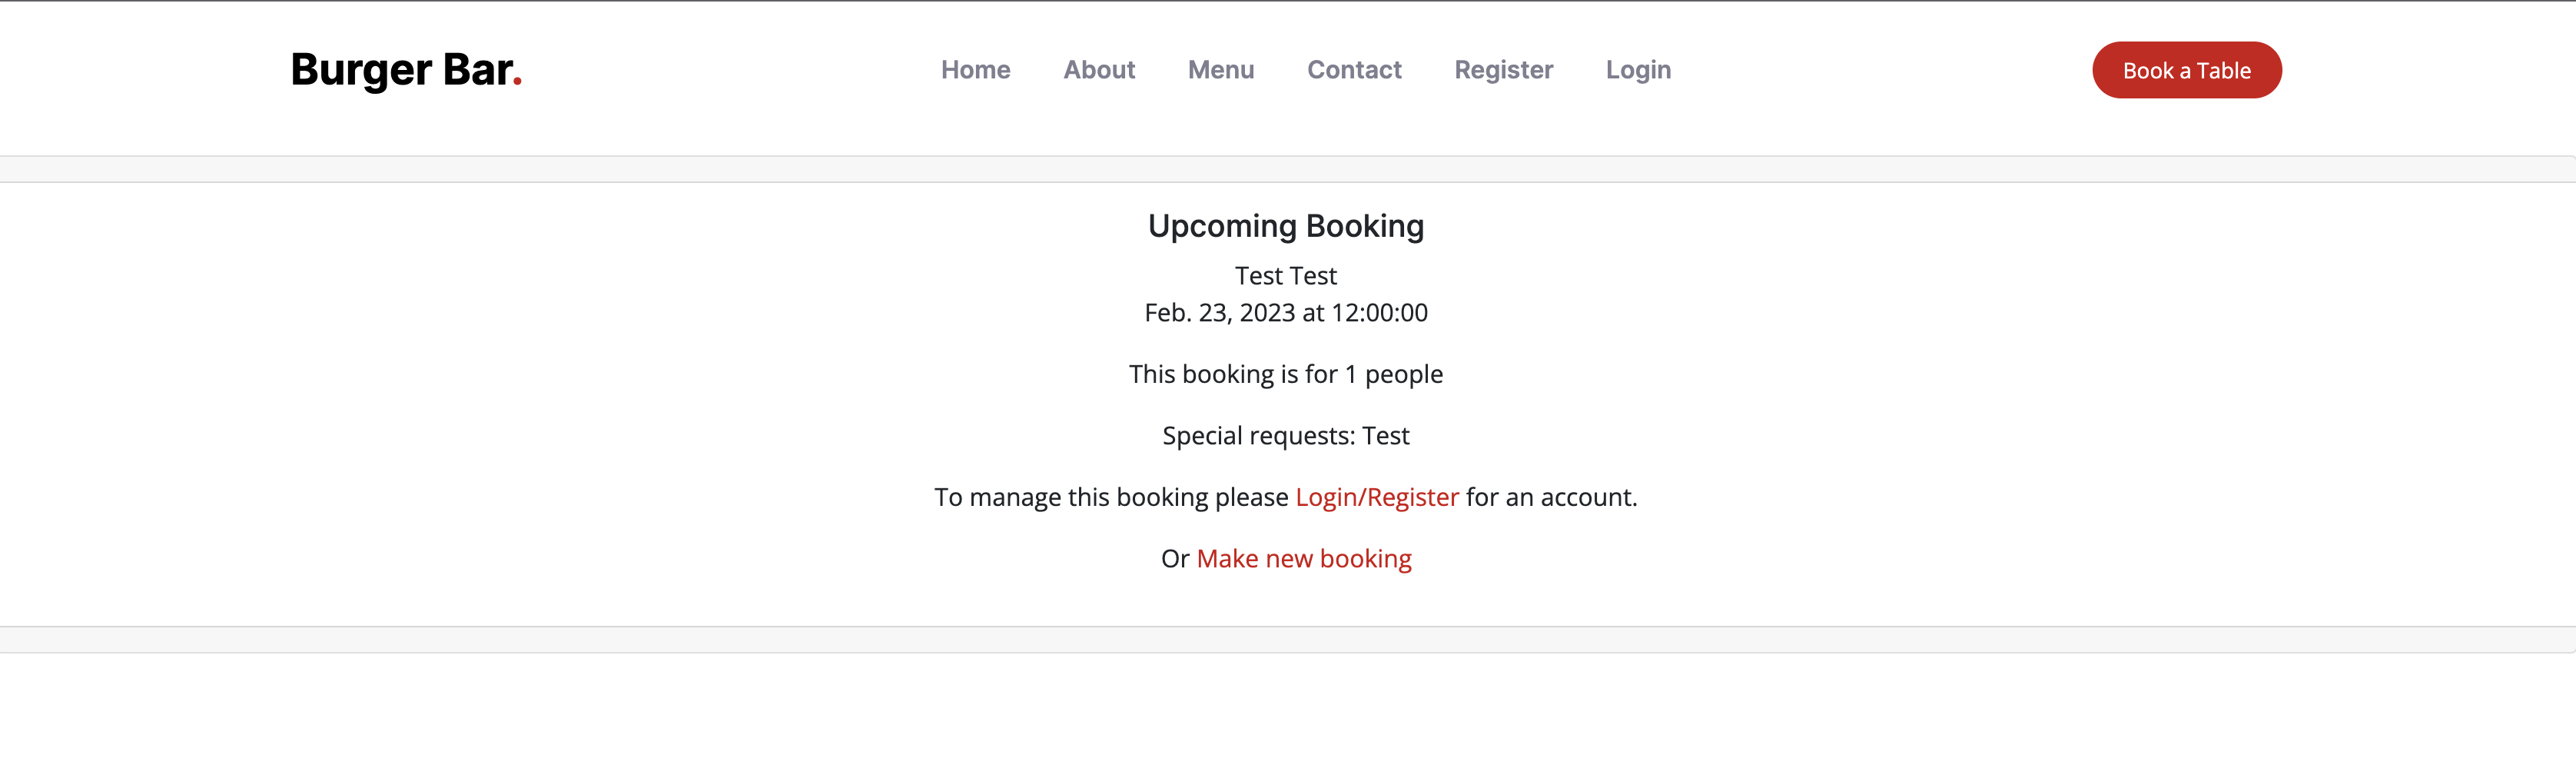 Burger Bar.
Home About Menu Contact Register Login
Book a Table
Upcoming Booking
Test Test
Feb. 23, 2023 at 12:00:00
This booking is for 1 people
Special requests: Test
To manage this booking please Login/Register for an account.
Or Make new booking